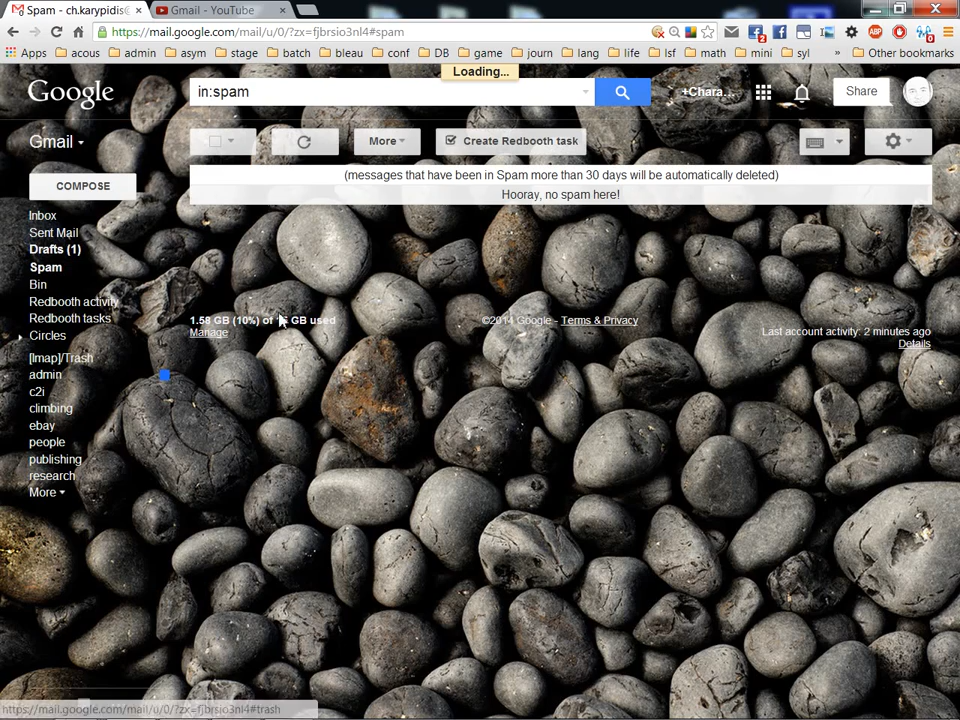 Spam - ch.karypidis@
Gmail - YouTube
https://mail.google.com/mail/u/0/?zx=fjbrsio3nl4#spam
Apps acous admin asym stage batch bleau conf DB game journ lang life lsf math mini syl » Other bookmarks
Loading...
Google in:spam +Chara... Share
Gmail More Create Redbooth task
COMPOSE
(messages that have been in Spam more than 30 days will be automatically deleted)
Hooray, no spam here!
Inbox
Sent Mail
Drafts (1)
Spam
Bin
Redbooth activity
Redbooth tasks
Circles
[Imap]/Trash
admin
c2i
climbing
ebay
people
publishing
research
More
1.58 GB (10%) of GB used
Manage
©2014 Google - Terms & Privacy
Last account activity: 2 minutes ago
Details
https://mail.google.com/mail/u/0/?zx=fjbrsio3nl4#trash